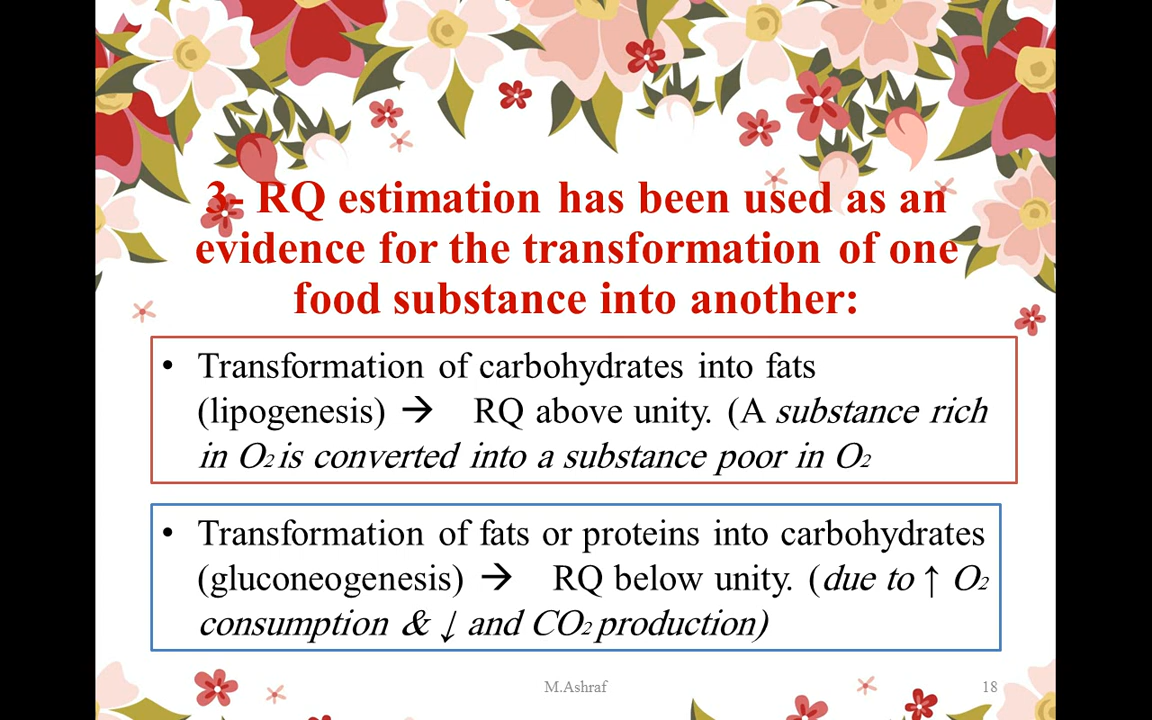 3- RQ estimation has been used as an
evidence for the transformation of one
food substance into another:
• Transformation of carbohydrates into fats
(lipogenesis) → RQ above unity. (A substance rich
in O₂ is converted into a substance poor in O₂
• Transformation of fats or proteins into carbohydrates
(gluconeogenesis) → RQ below unity. (due to ↑ O₂
consumption & ↓ and CO₂ production)
M.Ashraf
18